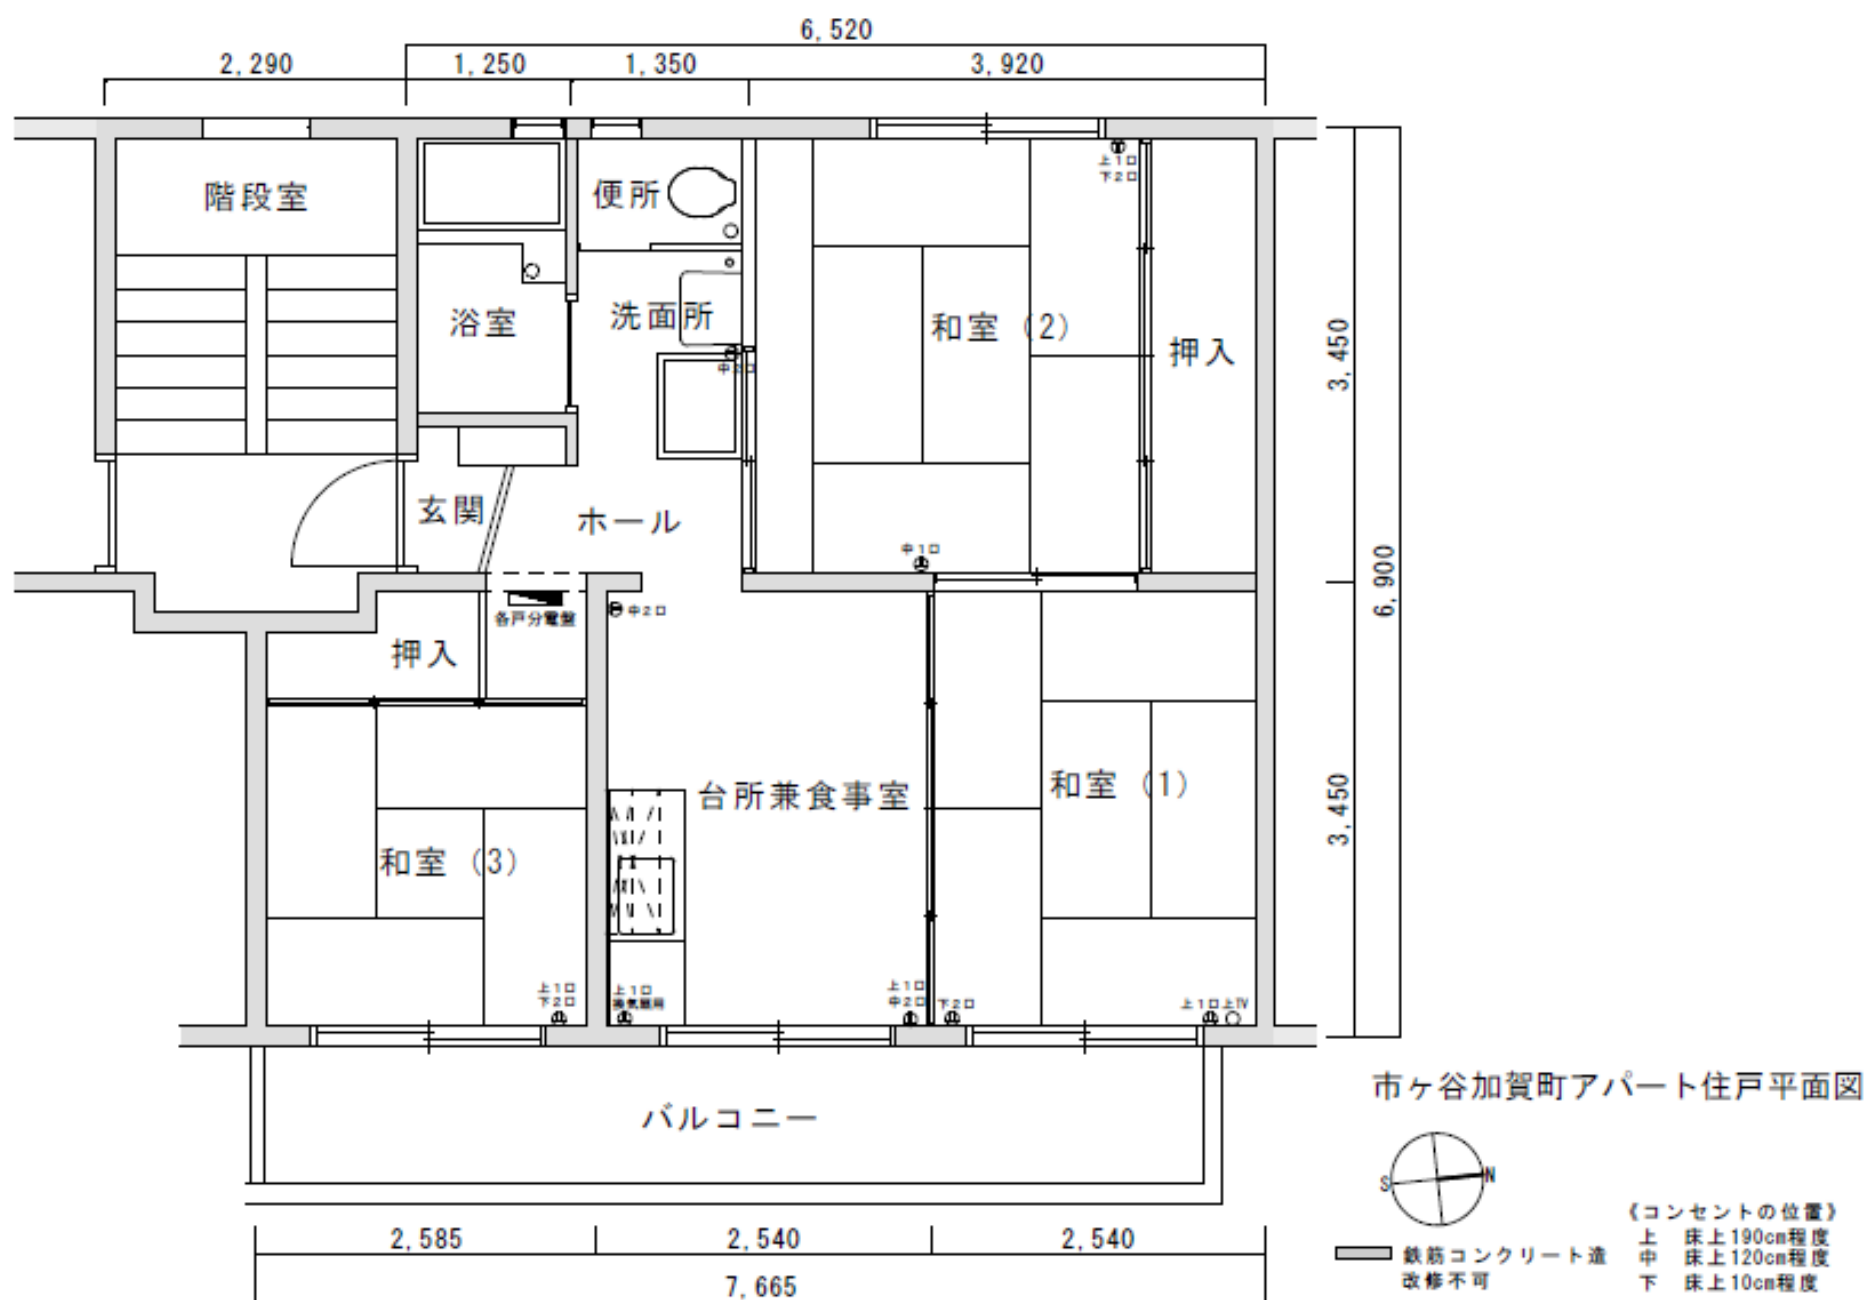 6,520
2,290
1,250
1,350
3,920
階段室
便所
上1口
下2口
浴室
洗面所
和室 (2)
押入
中2口
3,450
玄関
ホール
中1口
6,900
各戸分電盤
中2口
押入
台所兼食事室
和室 (1)
和室 (3)
3,450
上1口
下2口
上1口
換気扇用
上1口
中2口
下2口
上1口
上TV
バルコニー
市ヶ谷加賀町アパート住戸平面図
S
N
2,585
2,540
2,540
7,665
鉄筋コンクリート造
改修不可
《コンセントの位置》
上 床上190cm程度
中 床上120cm程度
下 床上10cm程度